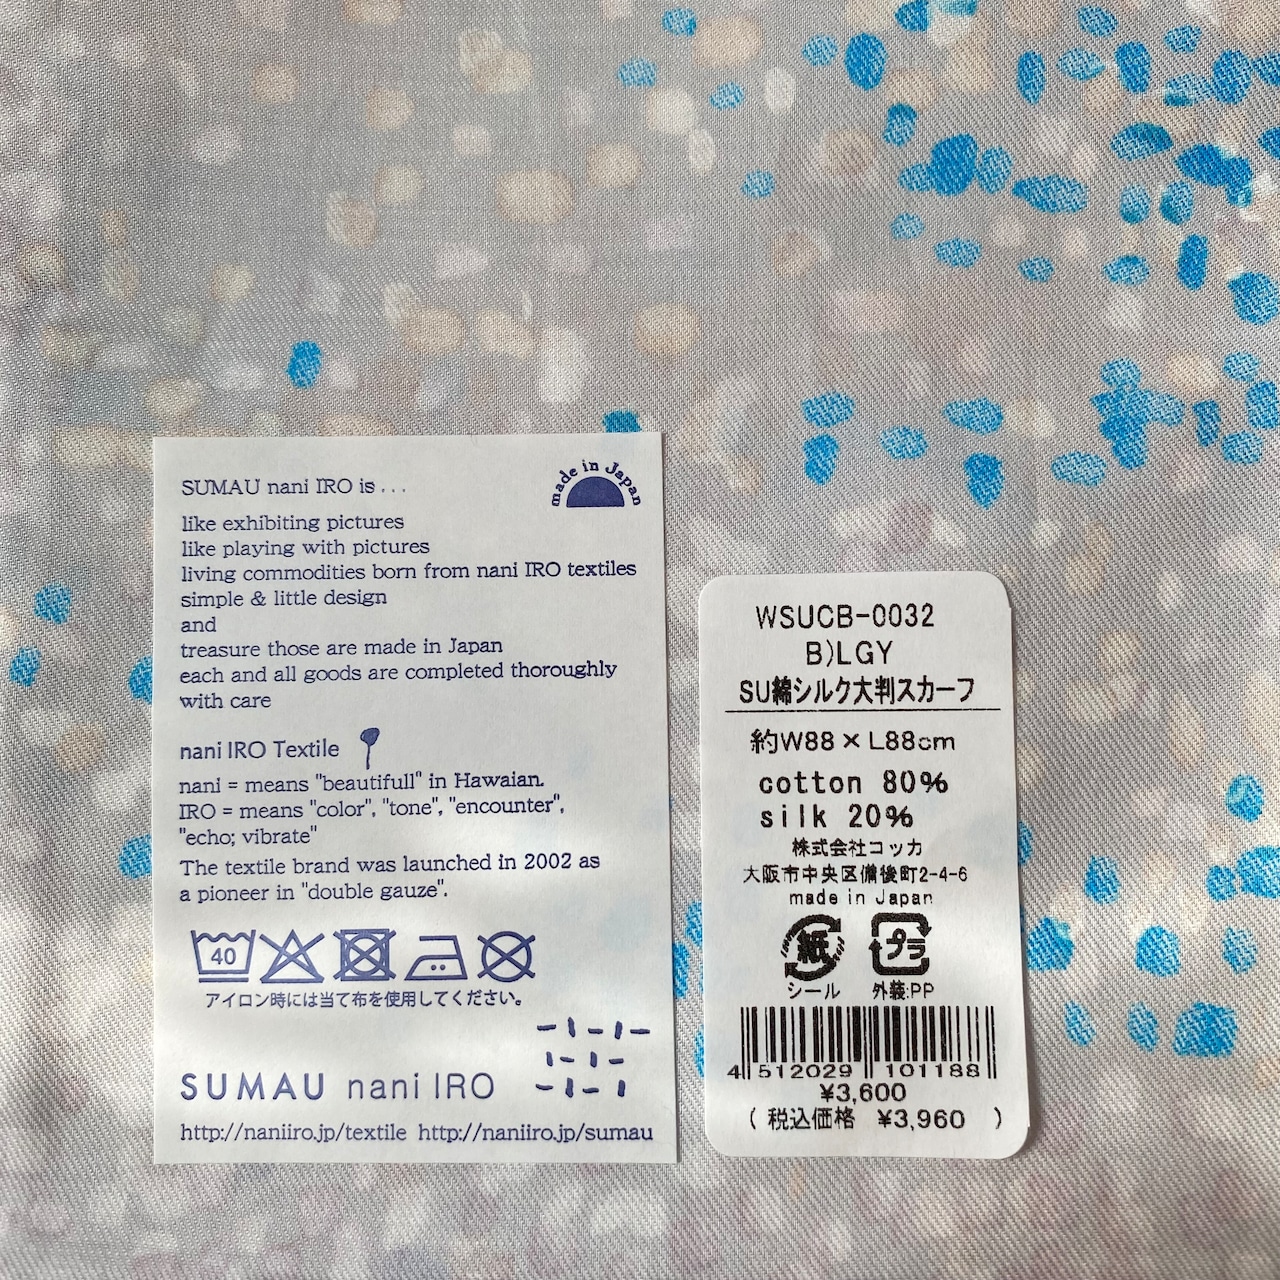 SUMAU nani IRO is...
made in Japan
like exhibiting pictures
like playing with pictures
living commodities born from nani IRO textiles
simple & little design
and
treasure those are made in Japan
each and all goods are completed thoroughly
with care
nani IRO Textile
nani = means "beautifull" in Hawaiian.
IRO = means "color", "tone", "encounter",
"echo; vibrate"
The textile brand was launched in 2002 as
a pioneer in "double gauze".
40
アイロン時には当て布を使用してください。
SUMAU nani IRO
http://naniiro.jp/textile http://naniiro.jp/sumau
WSUCB-0032
B)LGY
SU綿シルク大判スカーフ
約W88×L88cm
cotton 80%
silk 20%
株式会社コッカ
大阪市中央区備後町2-4-6
made in Japan
紙 プラ
シール 外装:PP
4 512029 101188
¥3,600
( 税込価格 ¥3,960 )